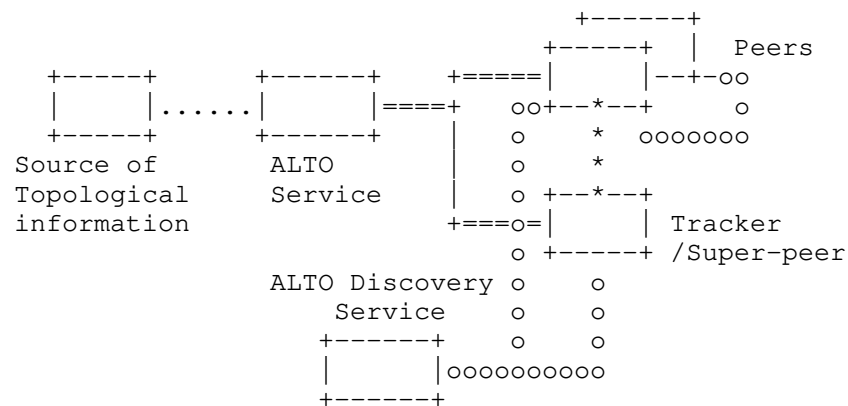 Peers
Source of ALTO
Topological Service
information Tracker
/Super-peer
ALTO Discovery
Service